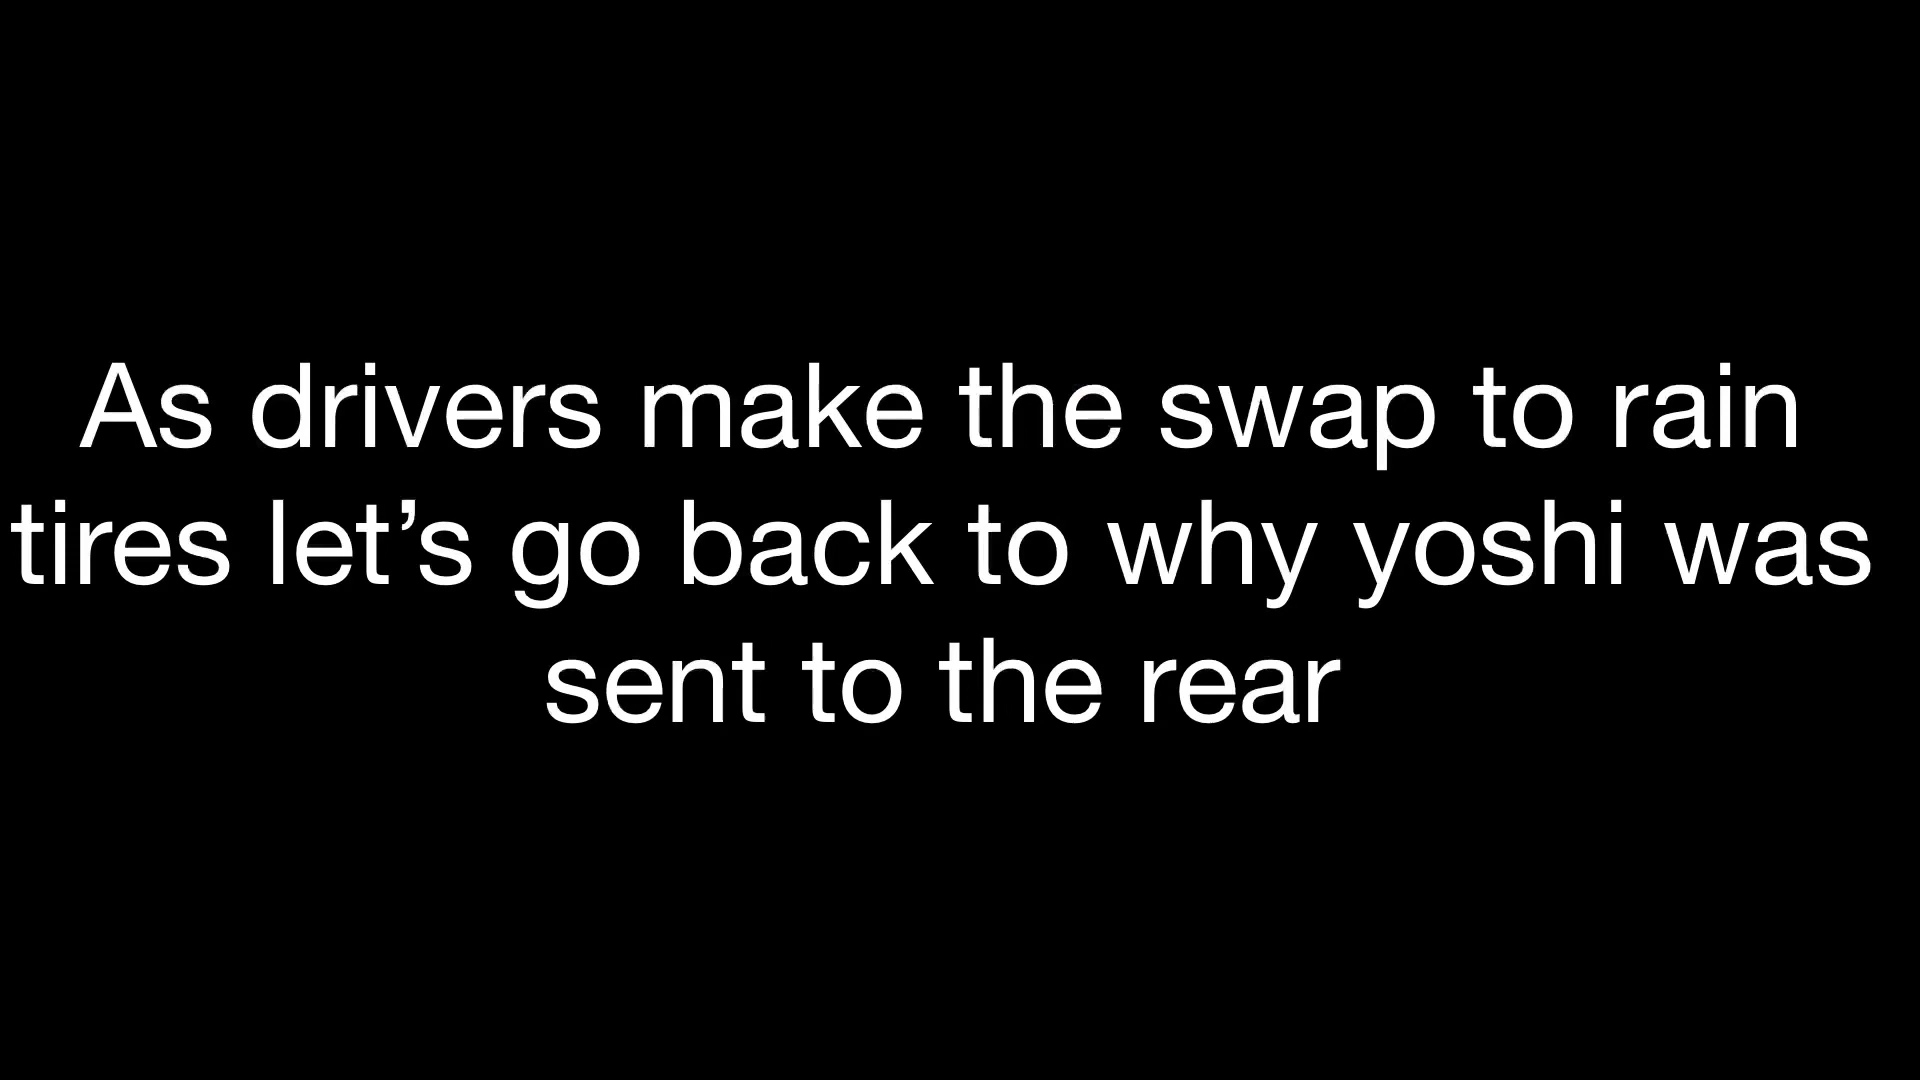 As drivers make the swap to rain
tires let’s go back to why yoshi was
sent to the rear